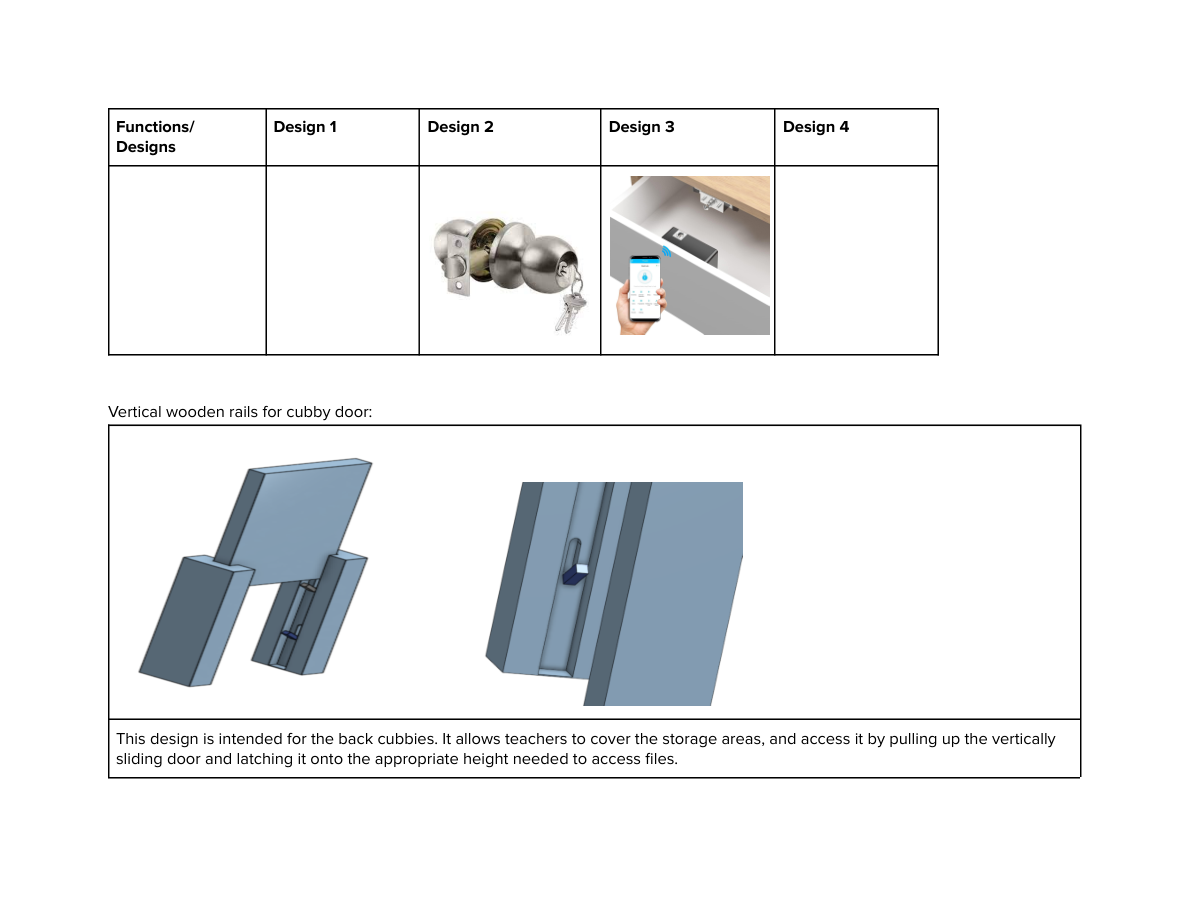 Functions/
Designs
Design 1
Design 2
Design 3
Design 4
Vertical wooden rails for cubby door:
This design is intended for the back cubbies. It allows teachers to cover the storage areas, and access it by pulling up the vertically
sliding door and latching it onto the appropriate height needed to access files.